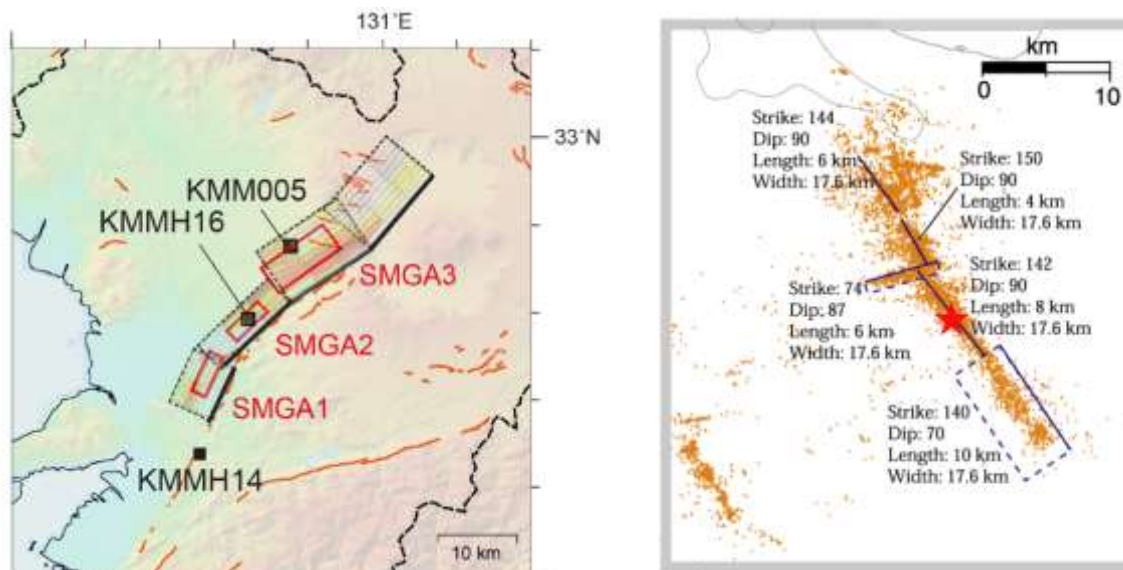 131°E
33°N
KMM005
KMMH16
SMGA3
SMGA2
SMGA1
KMMH14
10 km
km
0 10
Strike: 144
Dip: 90
Length: 6 km
Width: 17.6 km
Strike: 150
Dip: 90
Length: 4 km
Width: 17.6 km
Strike: 142
Dip: 90
Length: 8 km
Width: 17.6 km
Strike: 74
Dip: 87
Length: 6 km
Width: 17.6 km
Strike: 140
Dip: 70
Length: 10 km
Width: 17.6 km